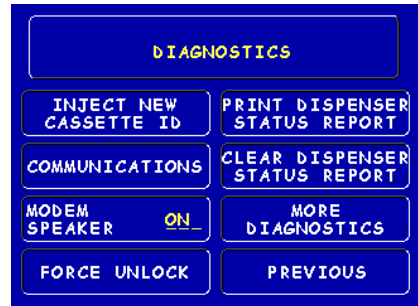 DIAGNOSTICS
INJECT NEW
CASSETTE ID
PRINT DISPENSER
STATUS REPORT
COMMUNICATIONS
CLEAR DISPENSER
STATUS REPORT
MODEM
SPEAKER ON
MORE
DIAGNOSTICS
FORCE UNLOCK
PREVIOUS